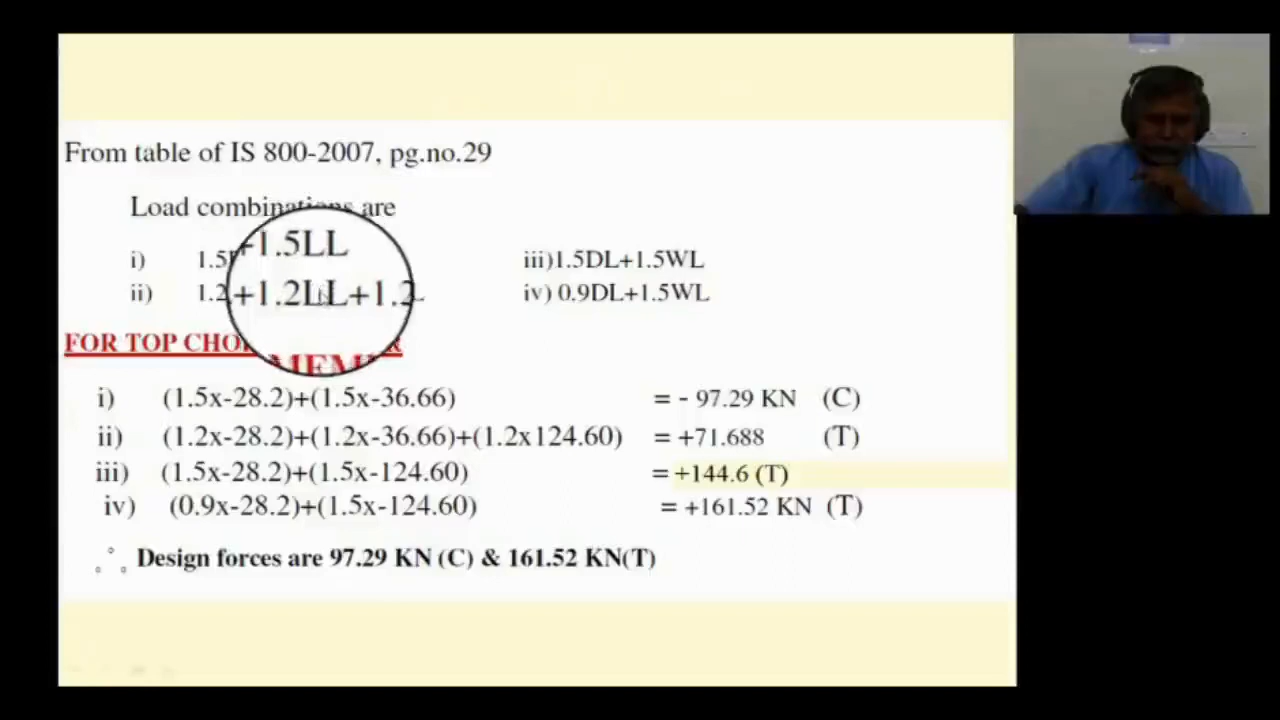 From table of IS 800-2007, pg.no.29
Load combinations are
i) 1.5 +1.5LL iii)1.5DL+1.5WL
ii) 1.2 +1.2LL+1.2 iv) 0.9DL+1.5WL
FOR TOP
i) (1.5x-28.2)+(1.5x-36.66) = - 97.29 KN (C)
ii) (1.2x-28.2)+(1.2x-36.66)+(1.2x124.60) = +71.688 (T)
iii) (1.5x-28.2)+(1.5x-124.60) = +144.6 (T)
iv) (0.9x-28.2)+(1.5x-124.60) = +161.52 KN (T)
∴ Design forces are 97.29 KN (C) & 161.52 KN(T)